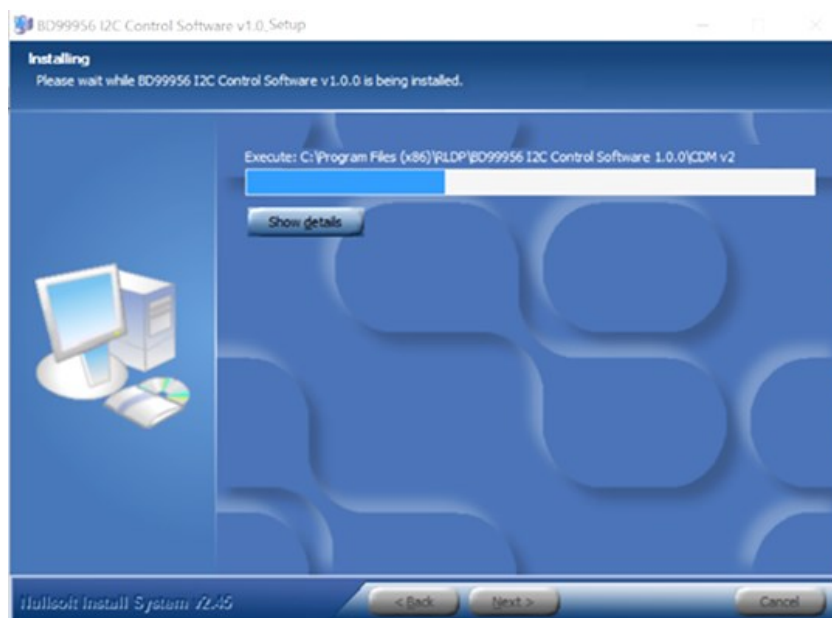 BD99956 I2C Control Software v1.0_Setup
Installing
Please wait while BD99956 I2C Control Software v1.0.0 is being installed.
Execute: C:\Program Files (x86)\RLDP\BD99956 I2C Control Software 1.0.0\CDM v2
Show details
Nullsoft Install System v2.45
< Back
Next >
Cancel